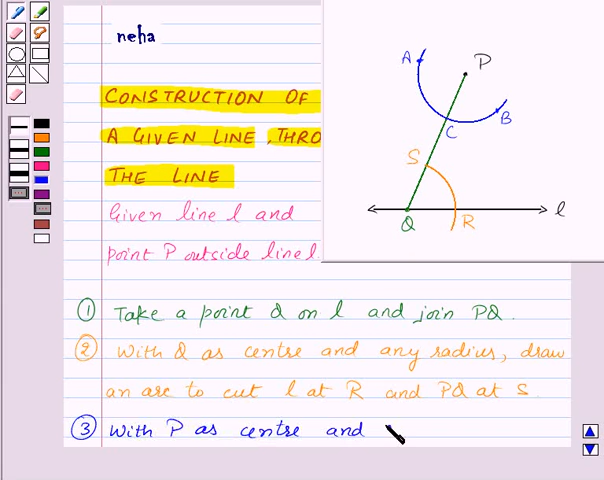 neha
CONSTRUCTION OF
A GIVEN LINE , THRO
THE LINE
Given line l and
point P outside line l.
① Take a point Q on l and join PQ.
② With Q as centre and any radius, draw
an arc to cut l at R and PQ at S.
③ With P as centre and
A
P
B
C
S
Q
R
l